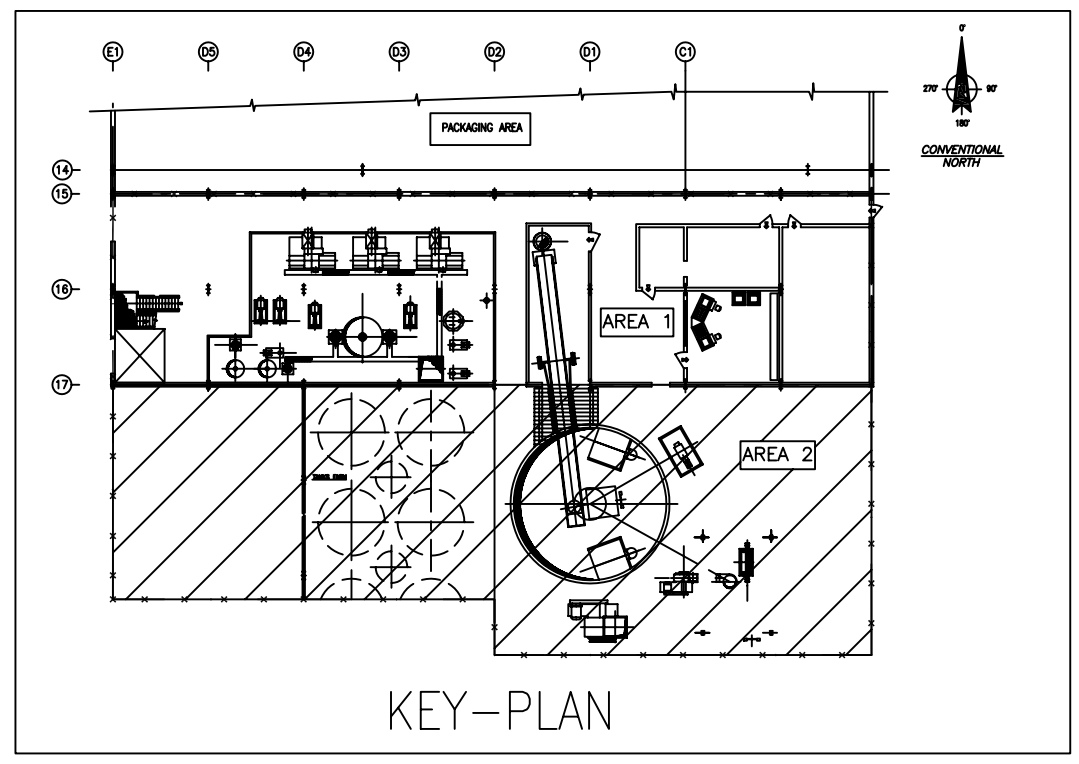 E1 D5 D4 D3 D2 D1 C1
0°
270° 90°
180°
CONVENTIONAL
NORTH
PACKAGING AREA
14
15
16
AREA 1
17
AREA 2
KEY-PLAN